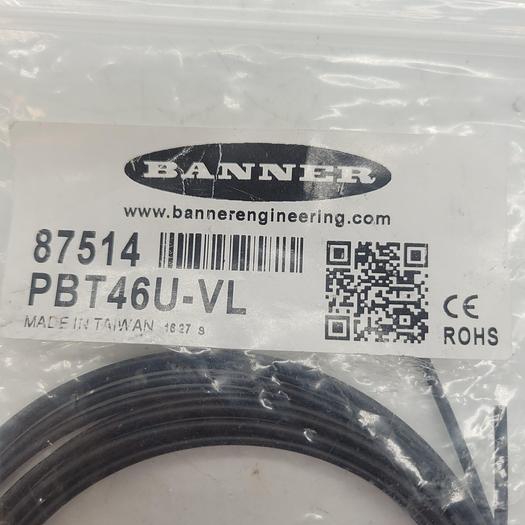 BANNER
www.bannerengineering.com
87514
PBT46U-VL
MADE IN TAIWAN 1627 S
CE
ROHS